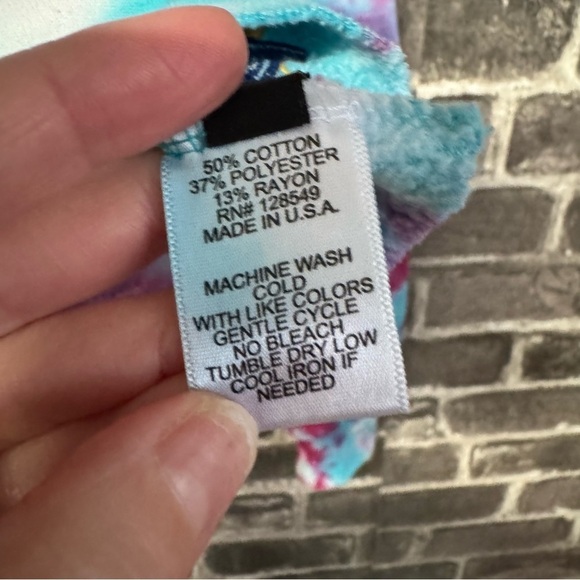 50% COTTON
37% POLYESTER
13% RAYON
RN# 128549
MADE IN U.S.A.
MACHINE WASH
COLD
WITH LIKE COLORS
GENTLE CYCLE
NO BLEACH
TUMBLE DRY LOW
COOL IRON IF
NEEDED